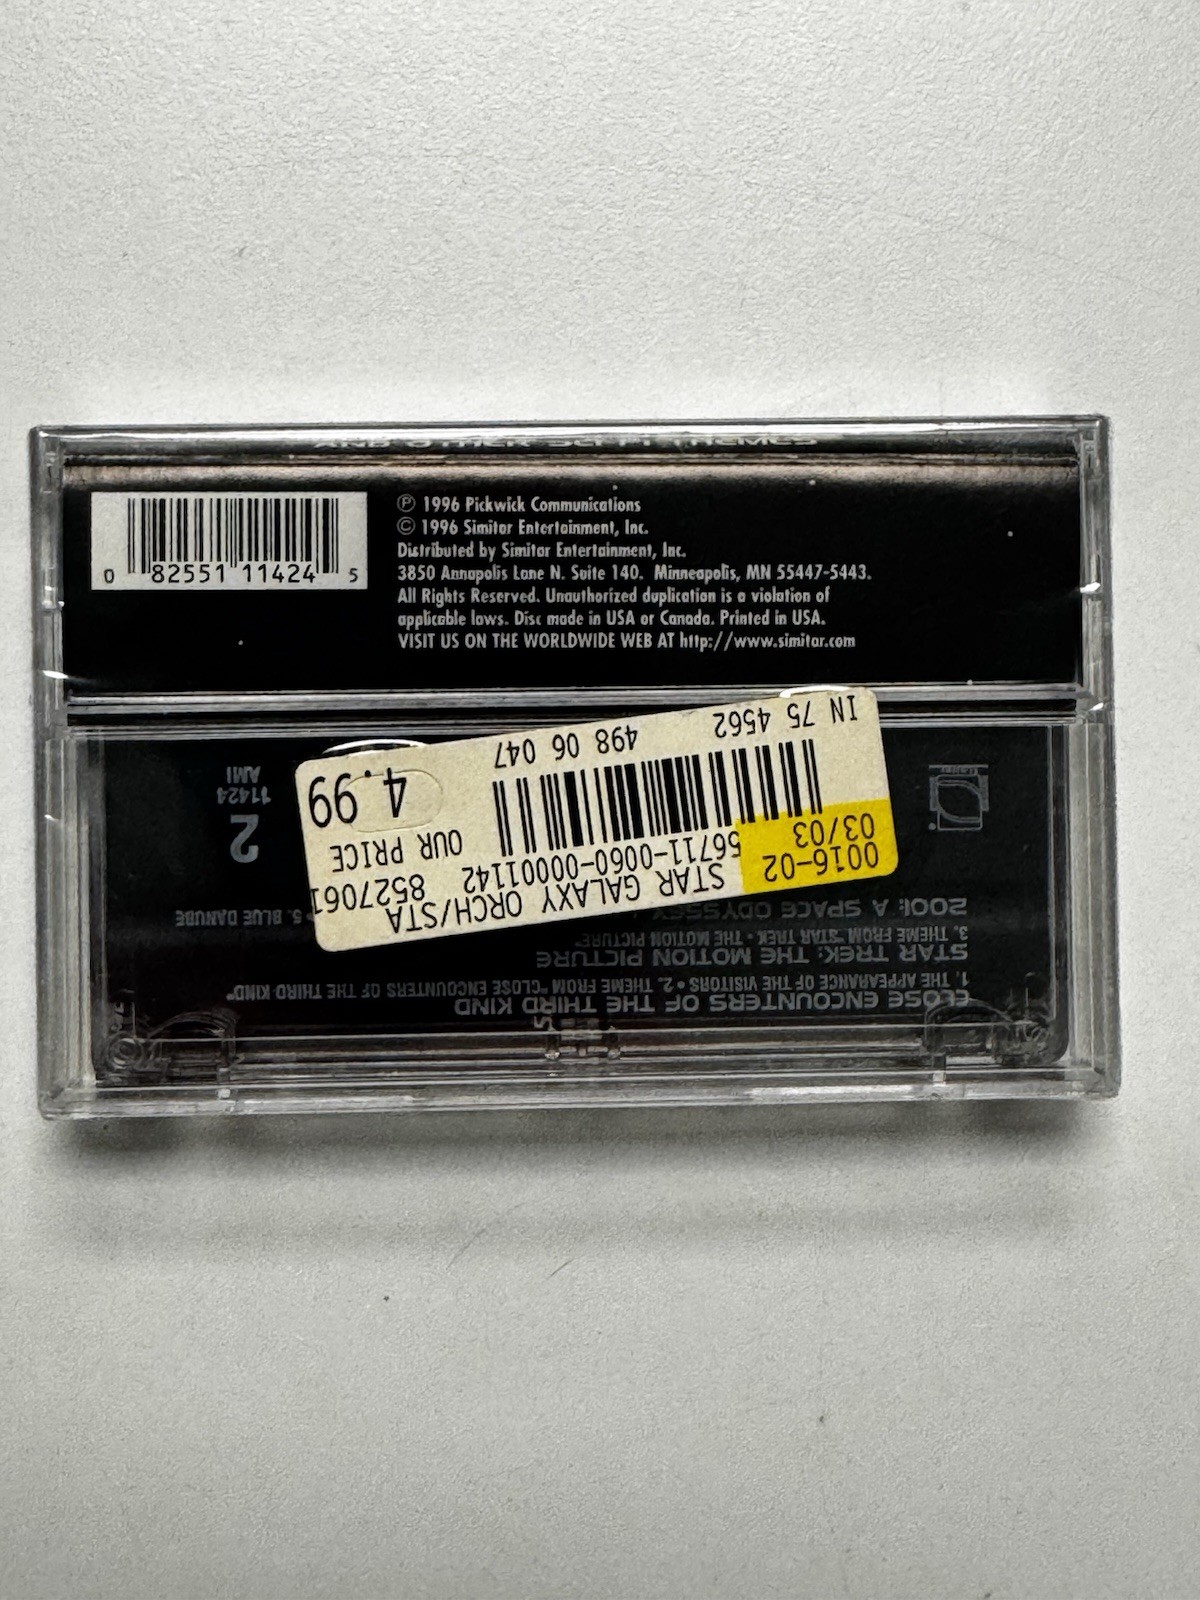 AND OTHER SCI FI THEMES
0 82551 11424 5
℗ 1996 Pickwick Communications
© 1996 Simitar Entertainment, Inc.
Distributed by Simitar Entertainment, Inc.
3850 Annapolis Lane N. Suite 140. Minneapolis, MN 55447-5443.
All Rights Reserved. Unauthorized duplication is a violation of
applicable laws. Disc made in USA or Canada. Printed in USA.
VISIT US ON THE WORLDWIDE WEB AT http://www.simitar.com
CLOSE ENCOUNTERS OF THE THIRD KIND
1. THE APPEARANCE OF THE VISITORS • 2. THEME FROM "CLOSE ENCOUNTERS OF THE THIRD KIND"
STAR TREK: THE MOTION PICTURE
3. THEME FROM "STAR TREK • THE MOTION PICTURE"
2001: A SPACE ODYSSEY
• 5. BLUE DANUBE
2
11424
AMI
STAR GALAXY ORCH/STA
56711-0060-00001142 8527061
0016-02
03/03
OUR PRICE
4.99
498 06 047
IN 75 4562